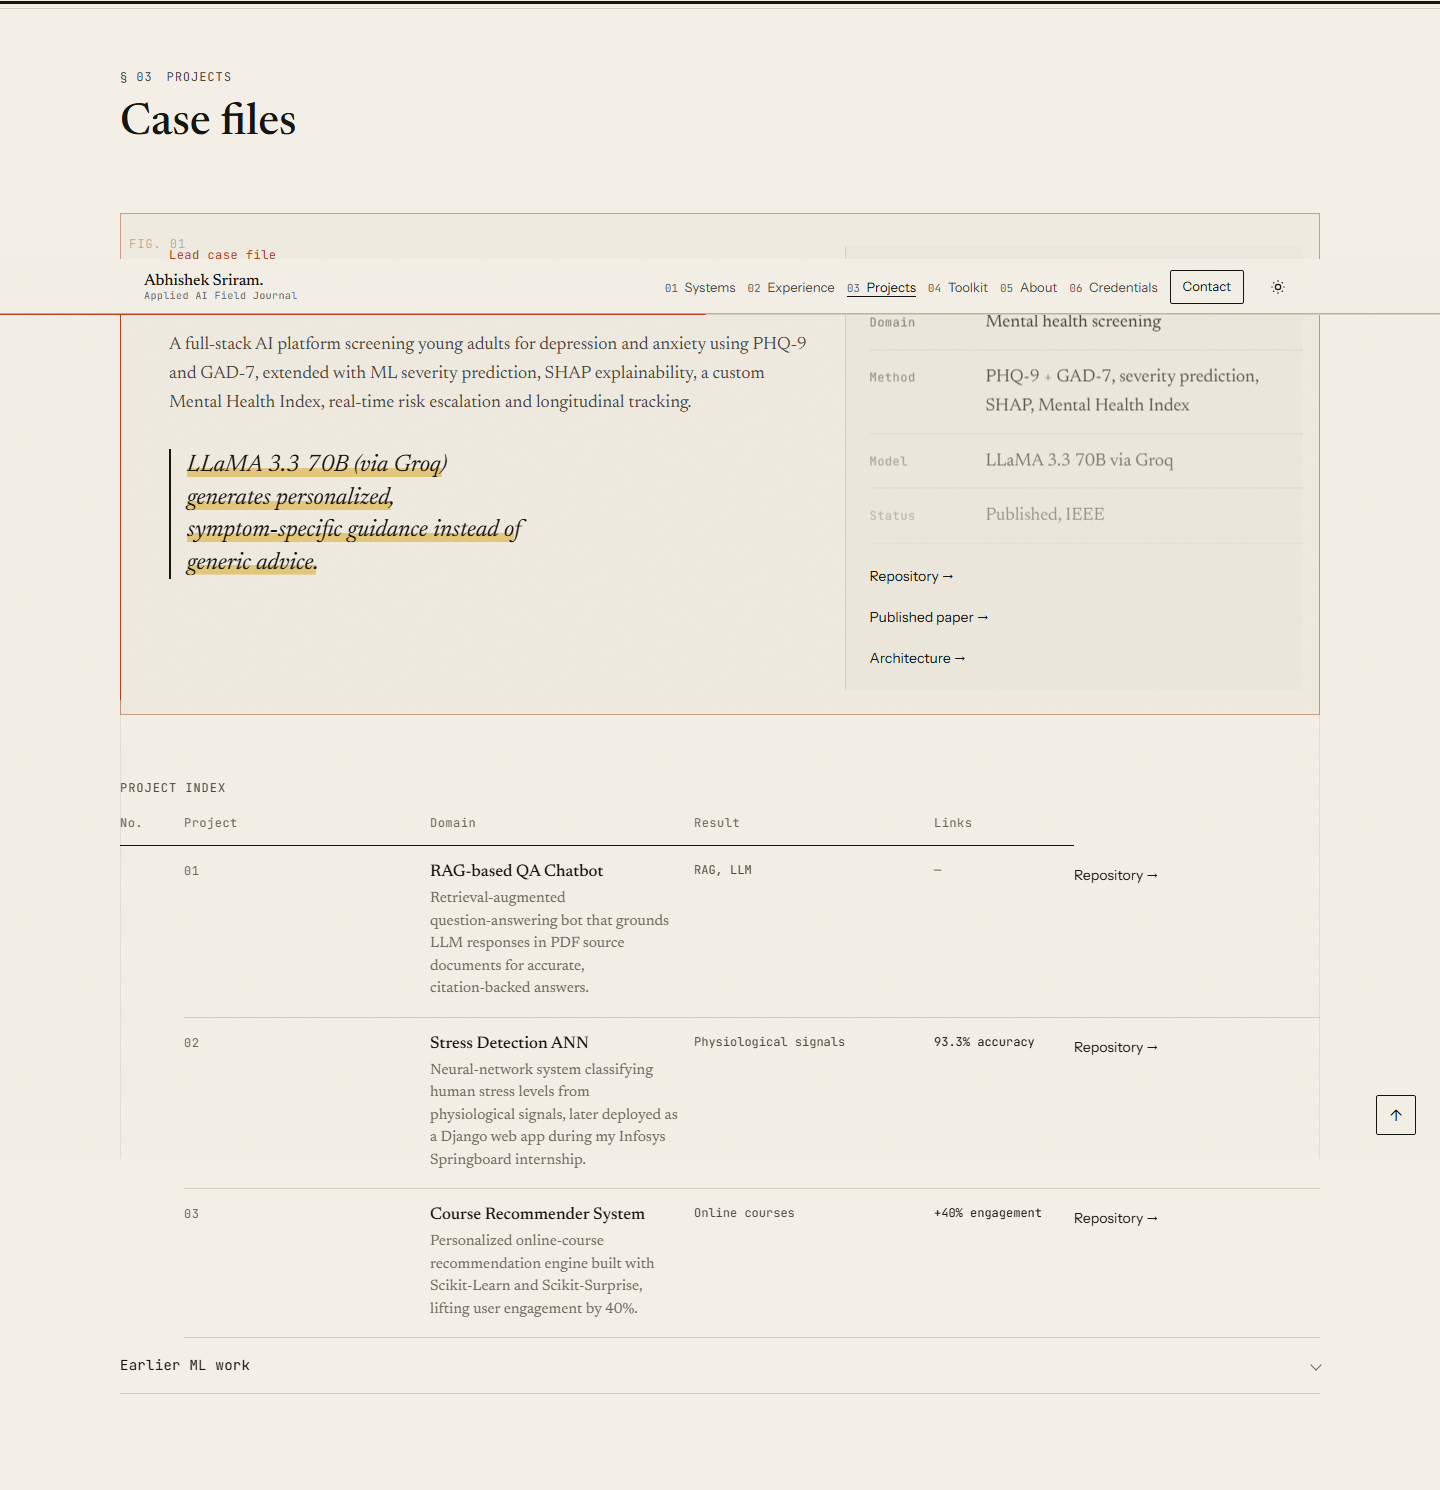 § 03 PROJECTS
Case files
FIG. 01
Lead case file
Abhishek Sriram.
Applied AI Field Journal
01 Systems 02 Experience 03 Projects 04 Toolkit 05 About 06 Credentials Contact
A full-stack AI platform screening young adults for depression and anxiety using PHQ-9
and GAD-7, extended with ML severity prediction, SHAP explainability, a custom
Mental Health Index, real-time risk escalation and longitudinal tracking.
LLaMA 3.3 70B (via Groq)
generates personalized,
symptom-specific guidance instead of
generic advice.
Domain Mental health screening
Method PHQ-9 + GAD-7, severity prediction,
SHAP, Mental Health Index
Model LLaMA 3.3 70B via Groq
Status Published, IEEE
Repository →
Published paper →
Architecture →
PROJECT INDEX
No. Project Domain Result Links
01 RAG-based QA Chatbot RAG, LLM — Repository →
Retrieval-augmented
question-answering bot that grounds
LLM responses in PDF source
documents for accurate,
citation-backed answers.
02 Stress Detection ANN Physiological signals 93.3% accuracy Repository →
Neural-network system classifying
human stress levels from
physiological signals, later deployed as
a Django web app during my Infosys
Springboard internship.
03 Course Recommender System Online courses +40% engagement Repository →
Personalized online-course
recommendation engine built with
Scikit-Learn and Scikit-Surprise,
lifting user engagement by 40%.
Earlier ML work